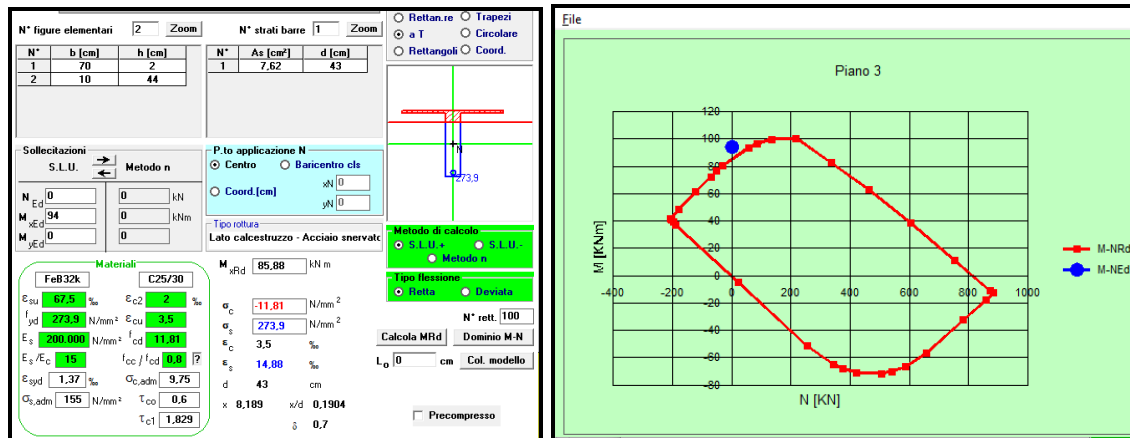 N° figure elementari 2 Zoom N° strati barre 1 Zoom
N° b [cm] h [cm]
1 70 2
2 10 44
N° As [cm²] d [cm]
1 7,62 43
Rettan.re Trapezi
a T Circolare
Rettangoli Coord.
N
273,9
Sollecitazioni
S.L.U. Metodo n
N Ed 0 0 kN
M xEd 94 0 kNm
M yEd 0 0
P.to applicazione N
Centro Baricentro cls
Coord.[cm] xN 0
yN 0
Tipo rottura
Lato calcestruzzo - Acciaio snervato
Metodo di calcolo
S.L.U.+ S.L.U.-
Metodo n
Tipo flessione
Retta Deviata
N° rett. 100
Calcola MRd Dominio M-N
L o 0 cm Col. modello
Precompresso
Materiali
FeB32k C25/30
ε su 67,5 ‰ ε c2 2 ‰
f yd 273,9 N/mm² ε cu 3,5
E s 200.000 N/mm² f cd 11,81
E s /E c 15 f cc / f cd 0,8 ?
ε syd 1,37 ‰ σ c,adm 9,75
σ s,adm 155 N/mm² τ co 0,6
τ c1 1,829
M xRd 85,88 kN m
σ c -11,81 N/mm²
σ s 273,9 N/mm²
ε c 3,5 ‰
ε s 14,88 ‰
d 43 cm
x 8,189 x/d 0,1904
δ 0,7
File
Piano 3
120
100
80
60
40
20
0
-20
-40
-60
-80
-400 -200 0 200 400 600 800 1000
M [KNm]
N [KN]
M-NRd
M-NEd